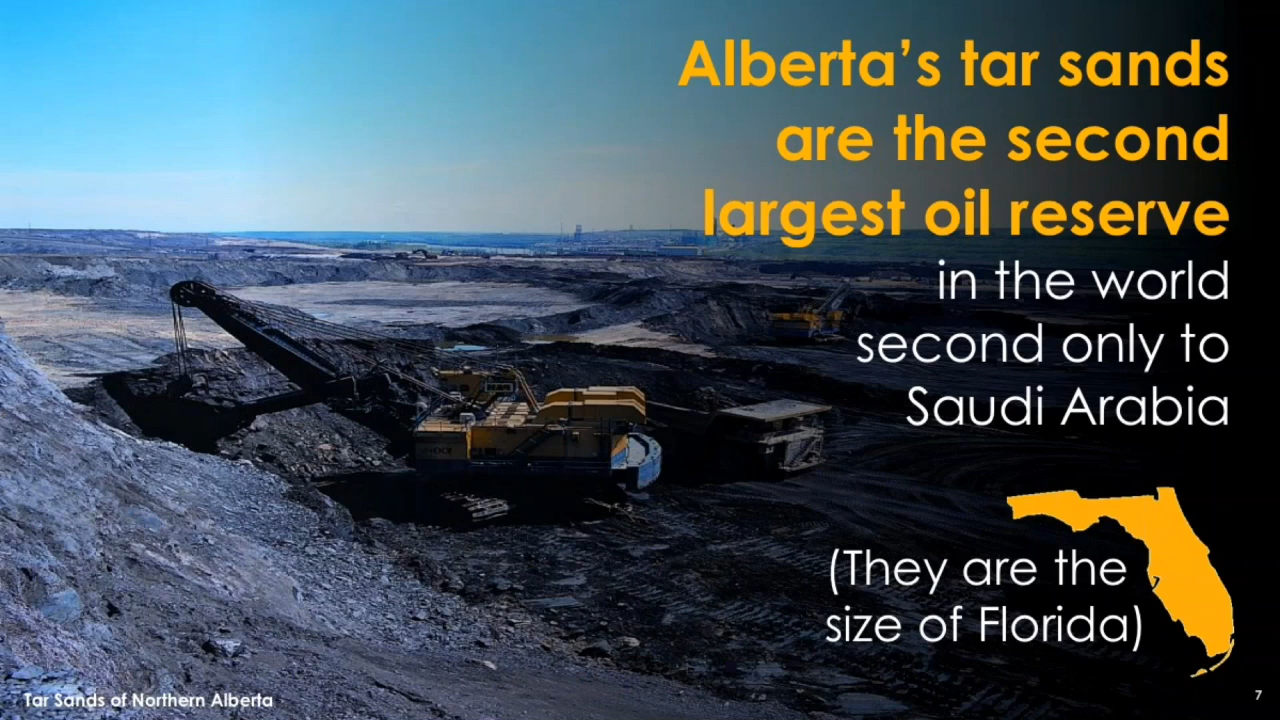 Alberta’s tar sands
are the second
largest oil reserve
in the world
second only to
Saudi Arabia
(They are the
size of Florida)
Tar Sands of Northern Alberta
7